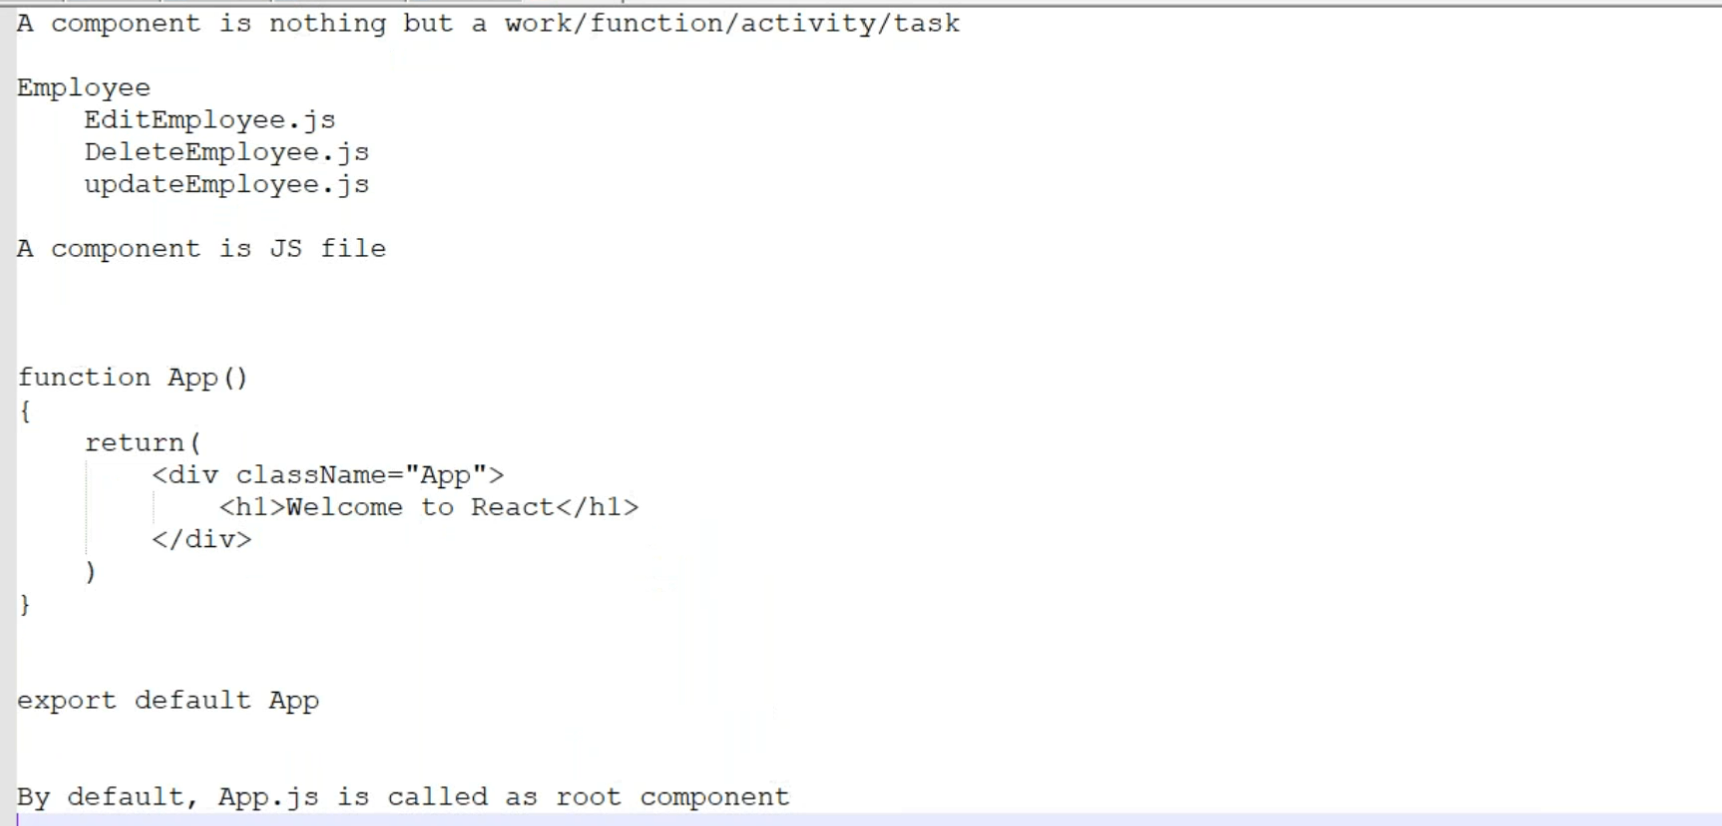 A component is nothing but a work/function/activity/task
Employee
EditEmployee.js
DeleteEmployee.js
updateEmployee.js
A component is JS file
function App()
{
return(
<div className="App">
<h1>Welcome to React</h1>
</div>
)
}
export default App
By default, App.js is called as root component